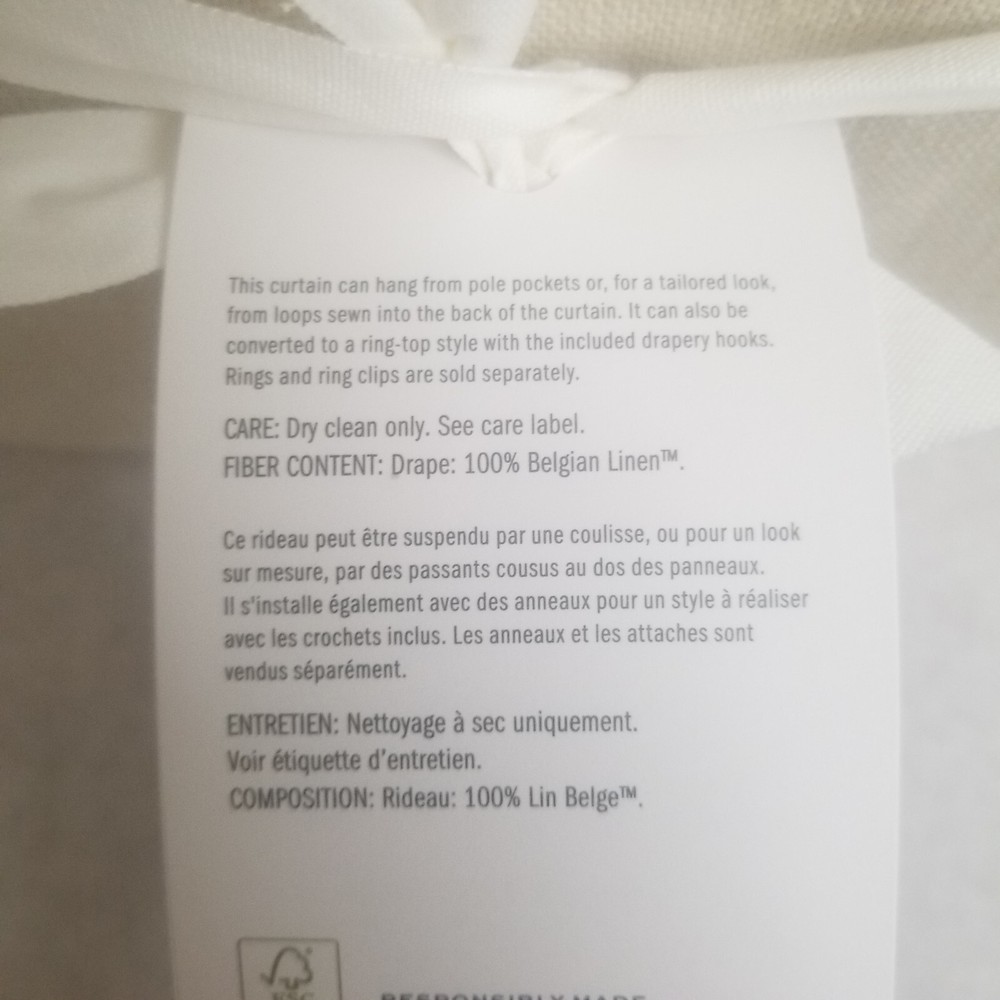 This curtain can hang from pole pockets or, for a tailored look,
from loops sewn into the back of the curtain. It can also be
converted to a ring-top style with the included drapery hooks.
Rings and ring clips are sold separately.
CARE: Dry clean only. See care label.
FIBER CONTENT: Drape: 100% Belgian Linen™.
Ce rideau peut être suspendu par une coulisse, ou pour un look
sur mesure, par des passants cousus au dos des panneaux.
Il s'installe également avec des anneaux pour un style à réaliser
avec les crochets inclus. Les anneaux et les attaches sont
vendus séparément.
ENTRETIEN: Nettoyage à sec uniquement.
Voir étiquette d'entretien.
COMPOSITION: Rideau: 100% Lin Belge™.
FSC
RESPONSIBLY MADE